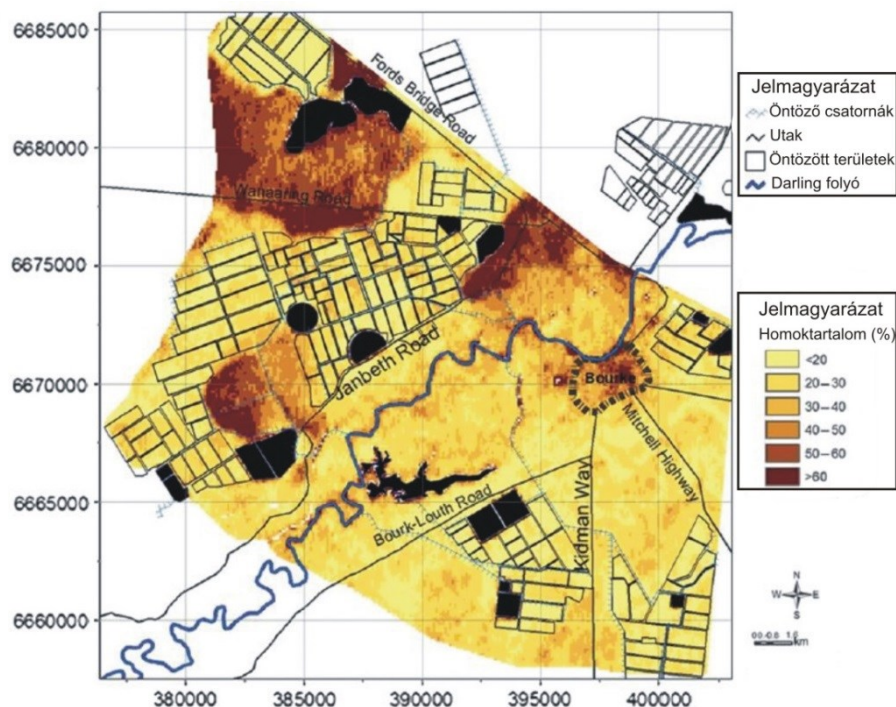 6685000
6680000
6675000
6670000
6665000
6660000
380000
385000
390000
395000
400000
Fords Bridge Road
Wanaaring Road
Janbeth Road
Bourke
Mitchell Highway
Kidman Way
Bourk-Louth Road
Jelmagyarázat
Öntöző csatornák
Utak
Öntözött területek
Darling folyó
Jelmagyarázat
Homoktartalom (%)
<20
20–30
30–40
40–50
50–60
>60
N
W E
S
km